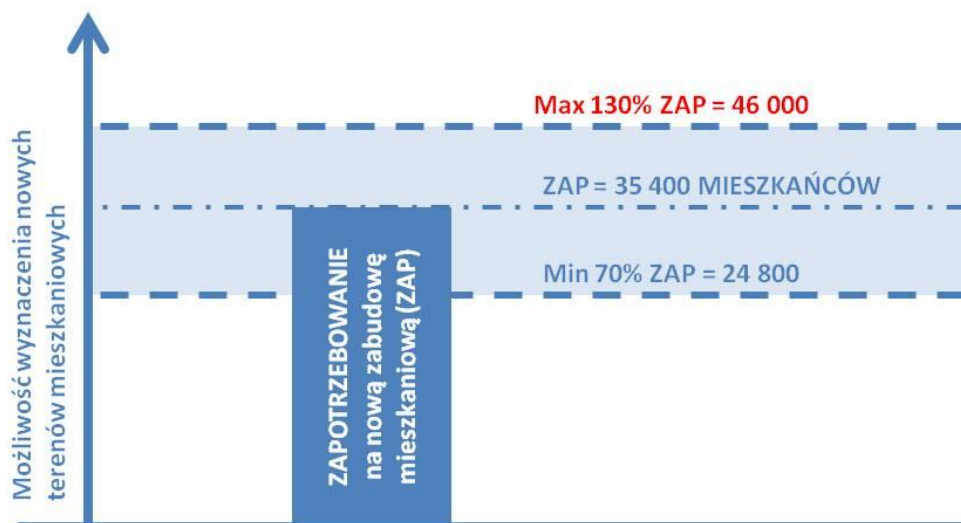 Max 130% ZAP = 46 000
ZAP = 35 400 MIESZKAŃCÓW
Min 70% ZAP = 24 800
Możliwość wyznaczenia nowych
terenów mieszkaniowych
ZAPOTRZEBOWANIE
na nową zabudowę
mieszkaniową (ZAP)